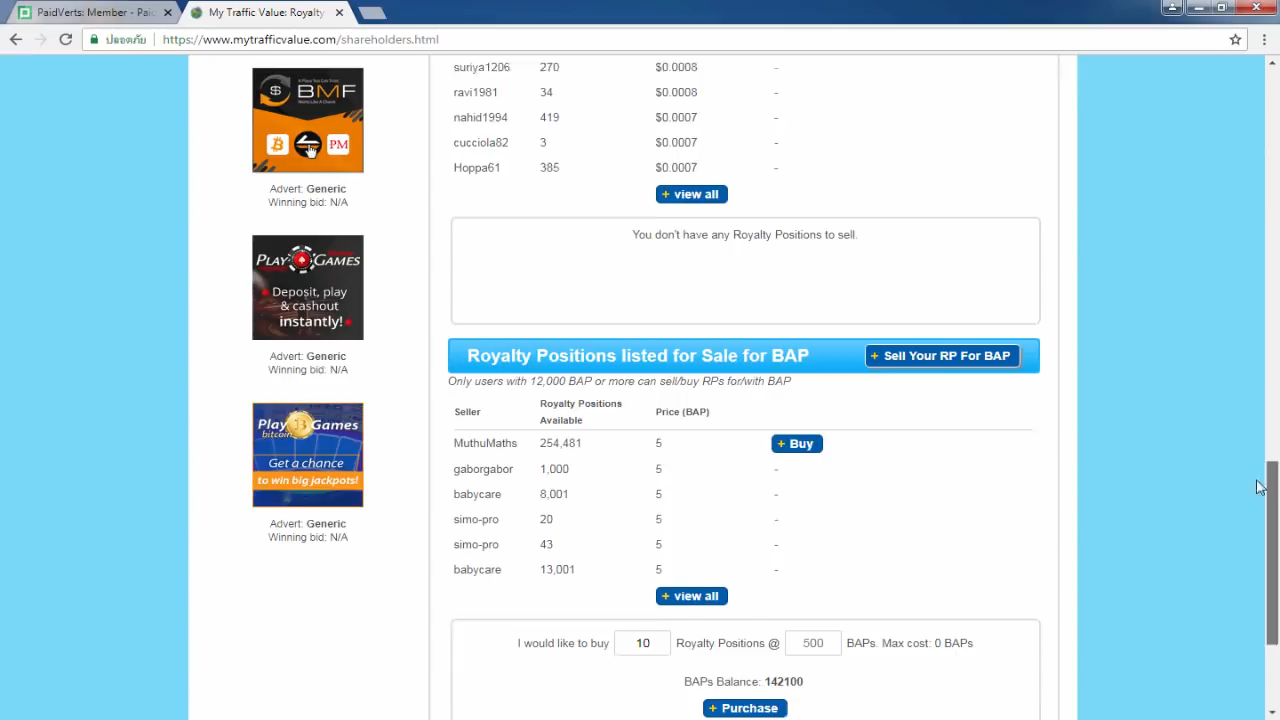 PaidVerts: Member - Paid
My Traffic Value: Royalty
ปลอดภัย https://www.mytrafficvalue.com/shareholders.html
A Place You Can Trust,
BMF
Works Like A Charm
PM
Advert: Generic
Winning bid: N/A
PLAY GAMES
Deposit, play
& cashout
instantly!
Advert: Generic
Winning bid: N/A
Play Games
bitcoin
Get a chance
to win big jackpots!
Advert: Generic
Winning bid: N/A
suriya1206 270 $0.0008 -
ravi1981 34 $0.0008 -
nahid1994 419 $0.0007 -
cucciola82 3 $0.0007 -
Hoppa61 385 $0.0007 -
+ view all
You don't have any Royalty Positions to sell.
Royalty Positions listed for Sale for BAP + Sell Your RP For BAP
Only users with 12,000 BAP or more can sell/buy RPs for/with BAP
Seller Royalty Positions Available Price (BAP)
MuthuMaths 254,481 5 + Buy
gaborgabor 1,000 5 -
babycare 8,001 5 -
simo-pro 20 5 -
simo-pro 43 5 -
babycare 13,001 5 -
+ view all
I would like to buy 10 Royalty Positions @ 500 BAPs. Max cost: 0 BAPs
BAPs Balance: 142100
+ Purchase